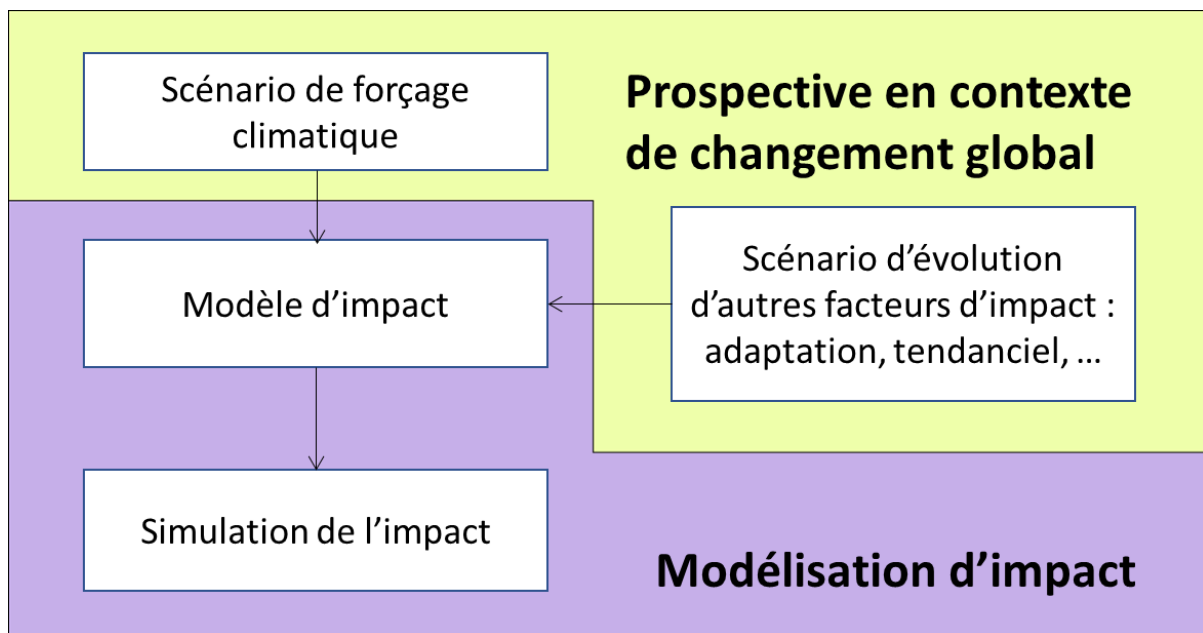 Scénario de forçage
climatique
Prospective en contexte
de changement global
Modèle d’impact
Scénario d’évolution
d’autres facteurs d’impact :
adaptation, tendanciel, …
Simulation de l’impact
Modélisation d’impact